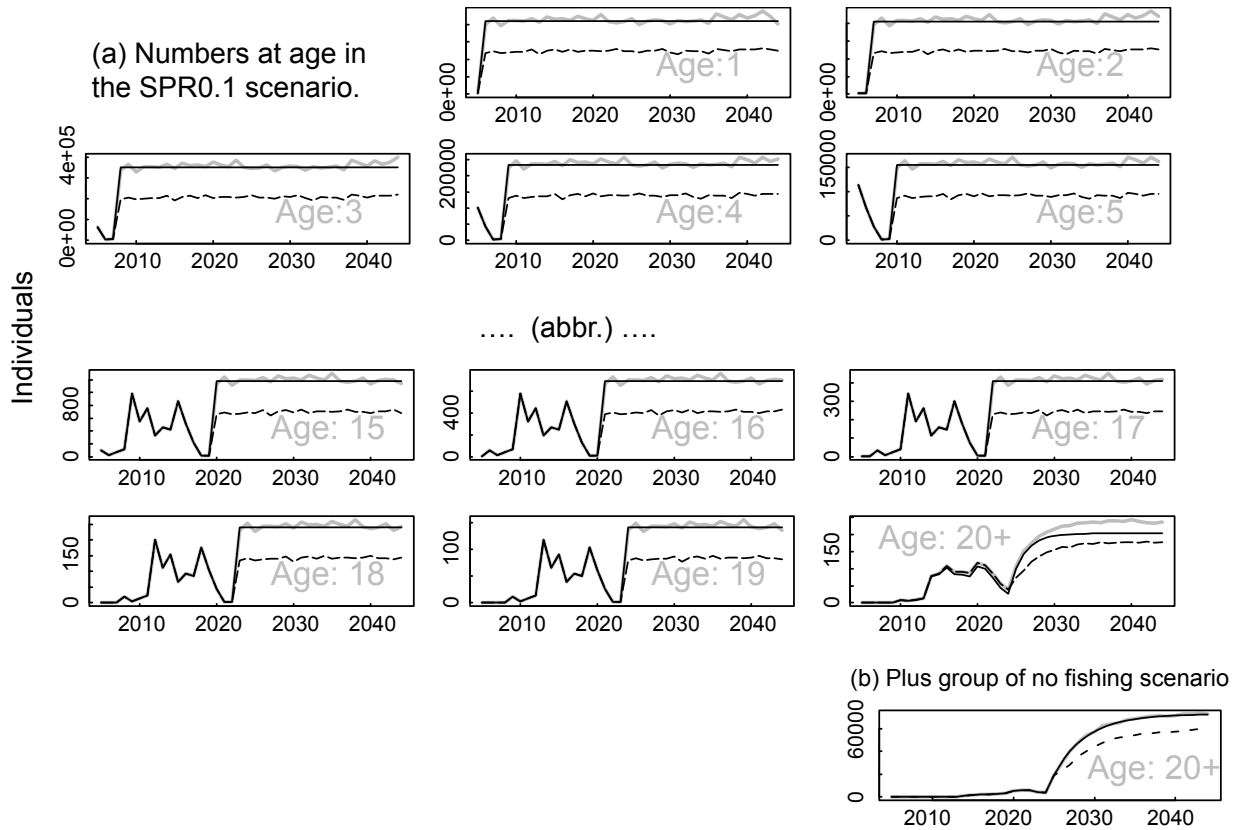 (a) Numbers at age in
the SPR0.1 scenario.
0e+00
Age:1
2010 2020 2030 2040
0e+00
Age:2
2010 2020 2030 2040
0e+00 4e+05
Age:3
2010 2020 2030 2040
0 200000
Age:4
2010 2020 2030 2040
0 150000
Age:5
2010 2020 2030 2040
Individuals
.... (abbr.) ....
0 800
Age: 15
2010 2020 2030 2040
0 400
Age: 16
2010 2020 2030 2040
0 300
Age: 17
2010 2020 2030 2040
0 150
Age: 18
2010 2020 2030 2040
0 100
Age: 19
2010 2020 2030 2040
0 150
Age: 20+
2010 2020 2030 2040
(b) Plus group of no fishing scenario
0 60000
Age: 20+
2010 2020 2030 2040